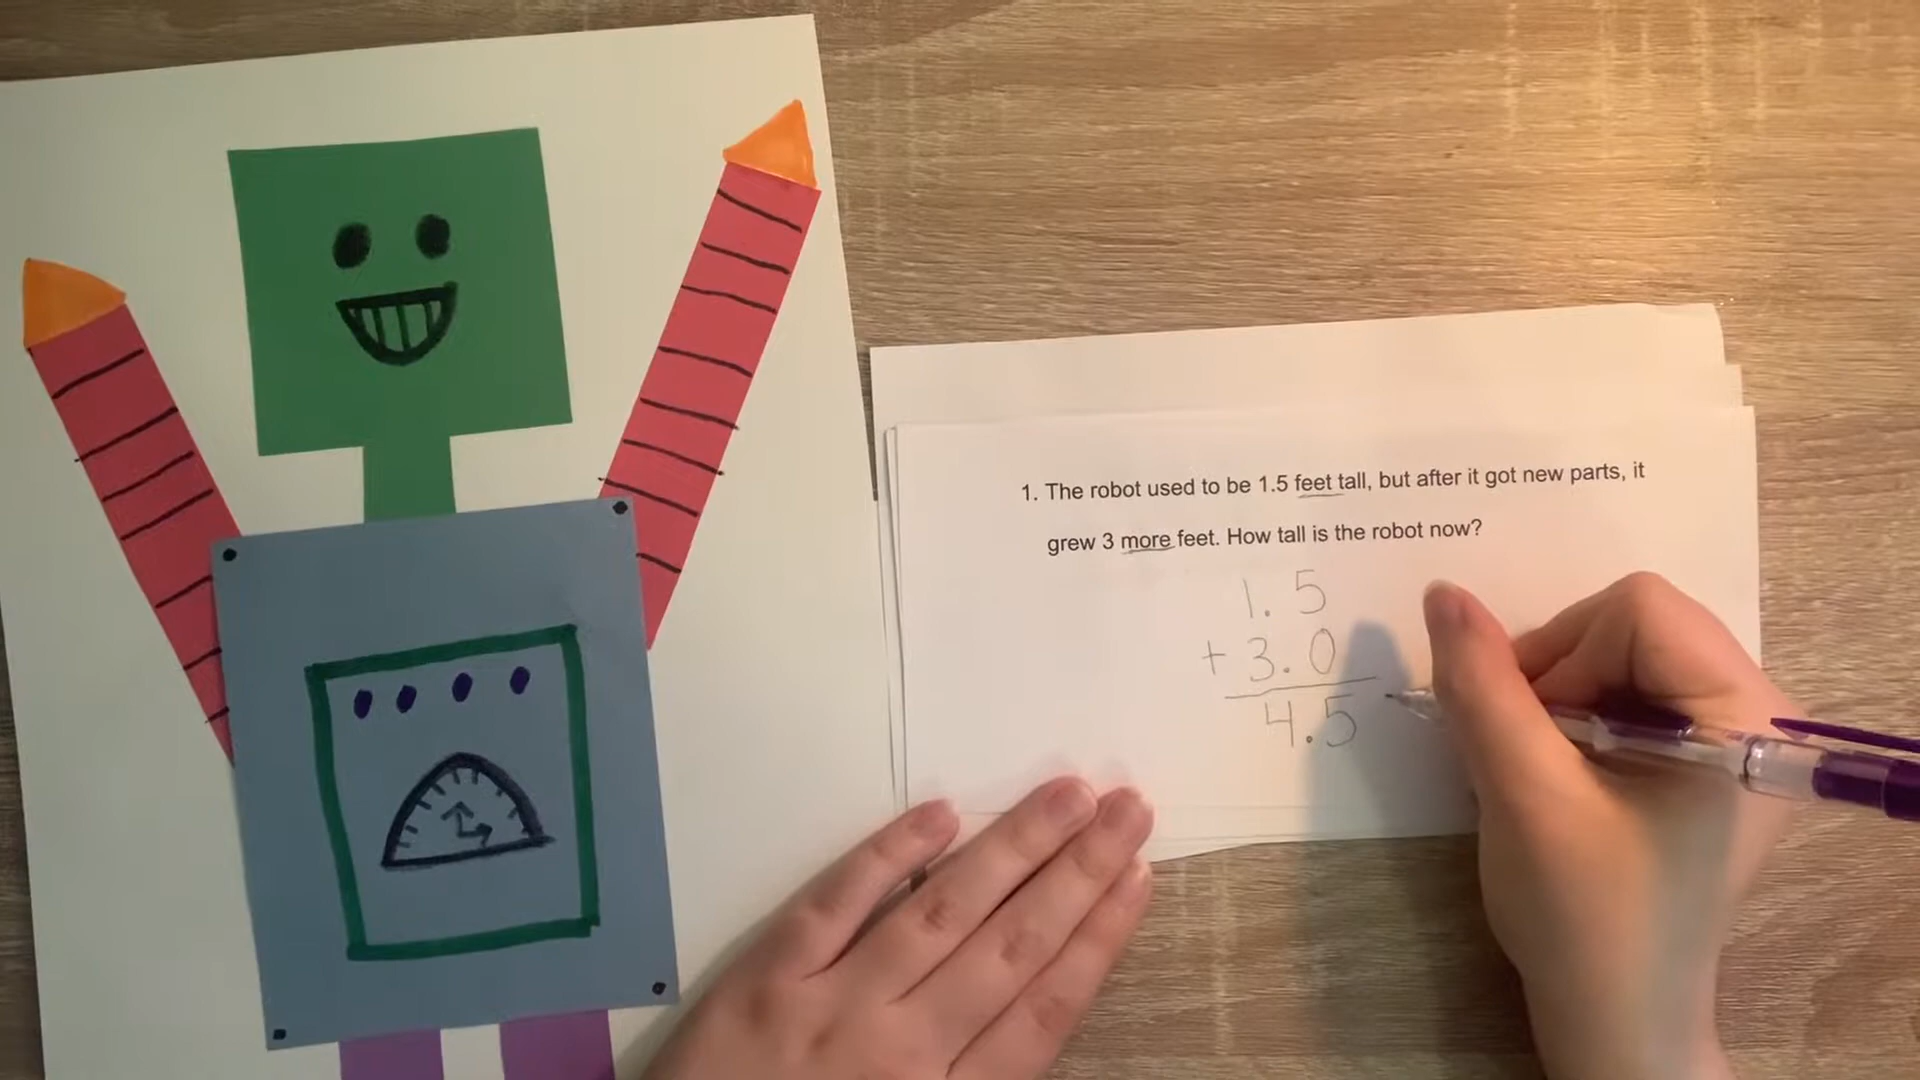 1. The robot used to be 1.5 feet tall, but after it got new parts, it
grew 3 more feet. How tall is the robot now?
1.5
+ 3.0
4.5